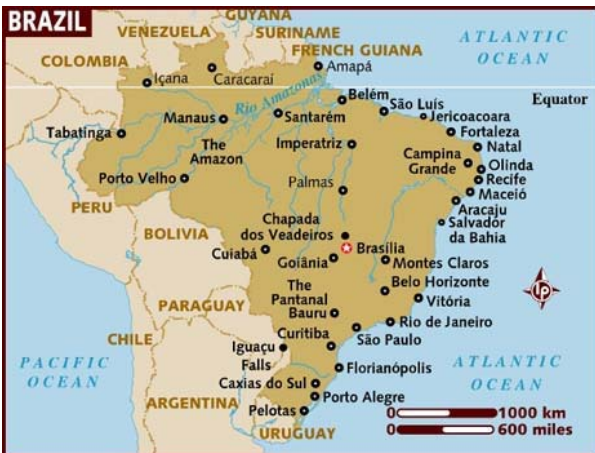 BRAZIL
GUYANA
VENEZUELA
SURINAME
FRENCH GUIANA
ATLANTIC
OCEAN
COLOMBIA
Içana
Caracaraí
Amapá
Rio Amazonas
Belém
São Luís
Equator
Jericoacoara
Tabatinga
Manaus
Santarém
Fortaleza
The
Amazon
Imperatriz
Natal
Campina
Grande
Olinda
Recife
Porto Velho
Palmas
Maceió
PERU
Aracaju
Chapada
dos Veadeiros
Salvador
da Bahia
BOLIVIA
Cuiabá
Brasília
Goiânia
Montes Claros
The
Pantanal
Belo Horizonte
Vitória
PARAGUAY
Bauru
Rio de Janeiro
CHILE
Curitiba
São Paulo
Iguaçu
Falls
PACIFIC
OCEAN
Florianópolis
ATLANTIC
OCEAN
Caxias do Sul
ARGENTINA
Porto Alegre
Pelotas
URUGUAY
lp
0 1000 km
0 600 miles